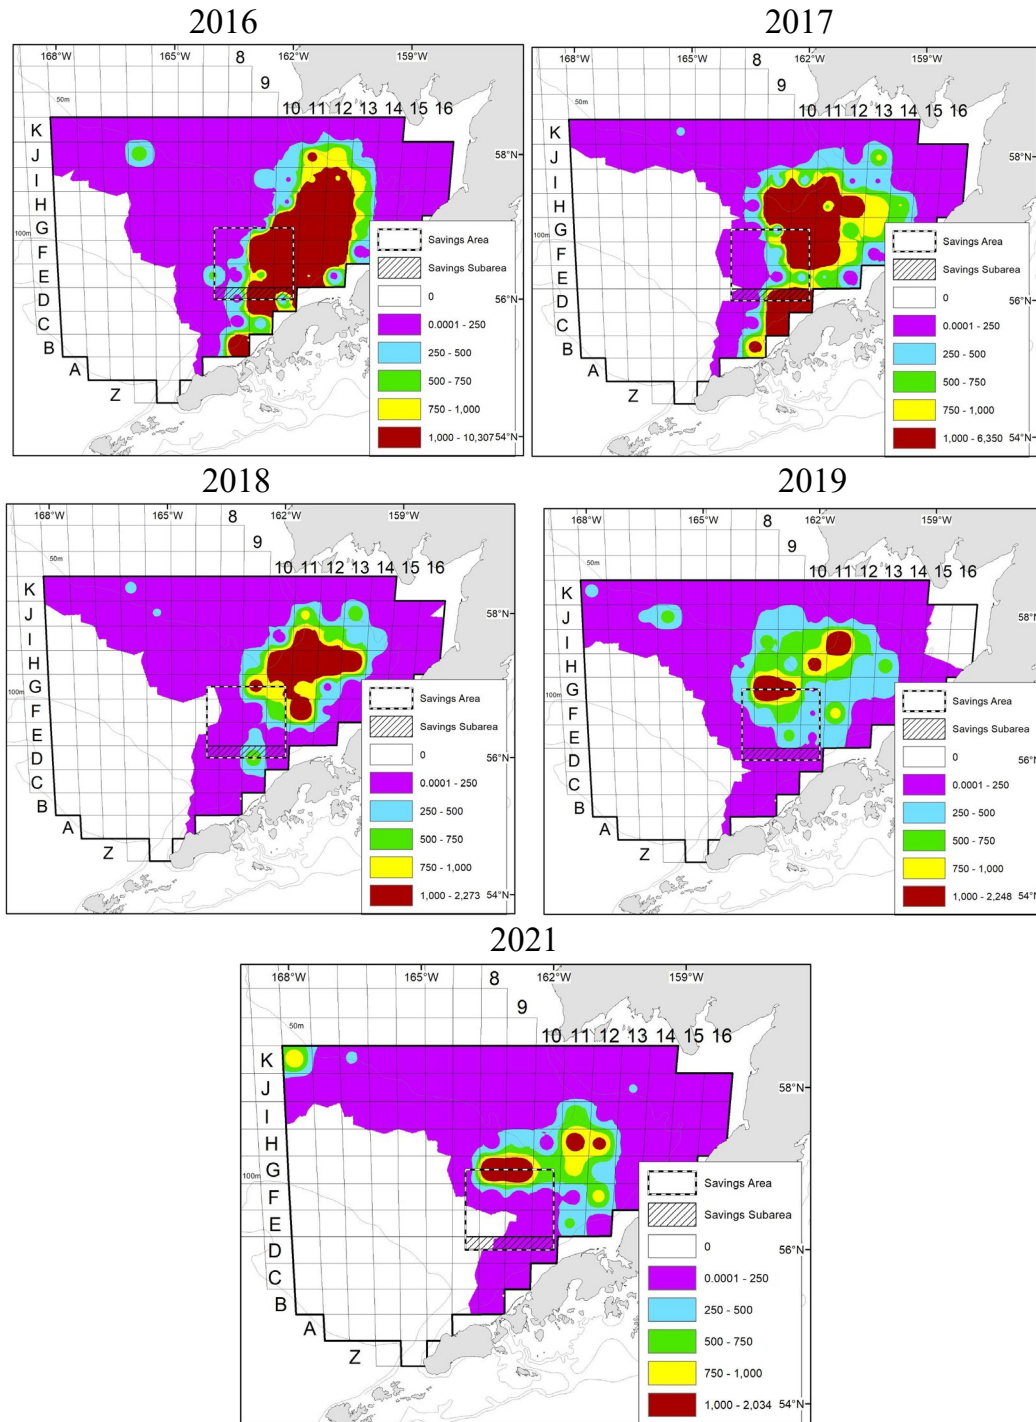 2016
168°W 165°W 162°W 159°W
8
9
50m
10 11 12 13 14 15 16
K
J
58°N
I
H
G
100m
F
E
D
56°N
C
B
A
Z
Savings Area
Savings Subarea
0
0.0001 - 250
250 - 500
500 - 750
750 - 1,000
1,000 - 10,307
54°N
2017
168°W 165°W 162°W 159°W
8
9
50m
10 11 12 13 14 15 16
K
J
58°N
I
H
G
100m
F
E
D
56°N
C
B
A
Z
Savings Area
Savings Subarea
0
0.0001 - 250
250 - 500
500 - 750
750 - 1,000
1,000 - 6,350
54°N
2018
168°W 165°W 162°W 159°W
8
9
50m
10 11 12 13 14 15 16
K
J
58°N
I
H
G
100m
F
E
D
56°N
C
B
A
Z
Savings Area
Savings Subarea
0
0.0001 - 250
250 - 500
500 - 750
750 - 1,000
1,000 - 2,273
54°N
2019
168°W 165°W 162°W 159°W
8
9
50m
10 11 12 13 14 15 16
K
J
58°N
I
H
G
100m
F
E
D
56°N
C
B
A
Z
Savings Area
Savings Subarea
0
0.0001 - 250
250 - 500
500 - 750
750 - 1,000
1,000 - 2,248
54°N
2021
168°W 165°W 162°W 159°W
8
9
50m
10 11 12 13 14 15 16
K
J
58°N
I
H
G
100m
F
E
D
56°N
C
B
A
Z
Savings Area
Savings Subarea
0
0.0001 - 250
250 - 500
500 - 750
750 - 1,000
1,000 - 2,034
54°N